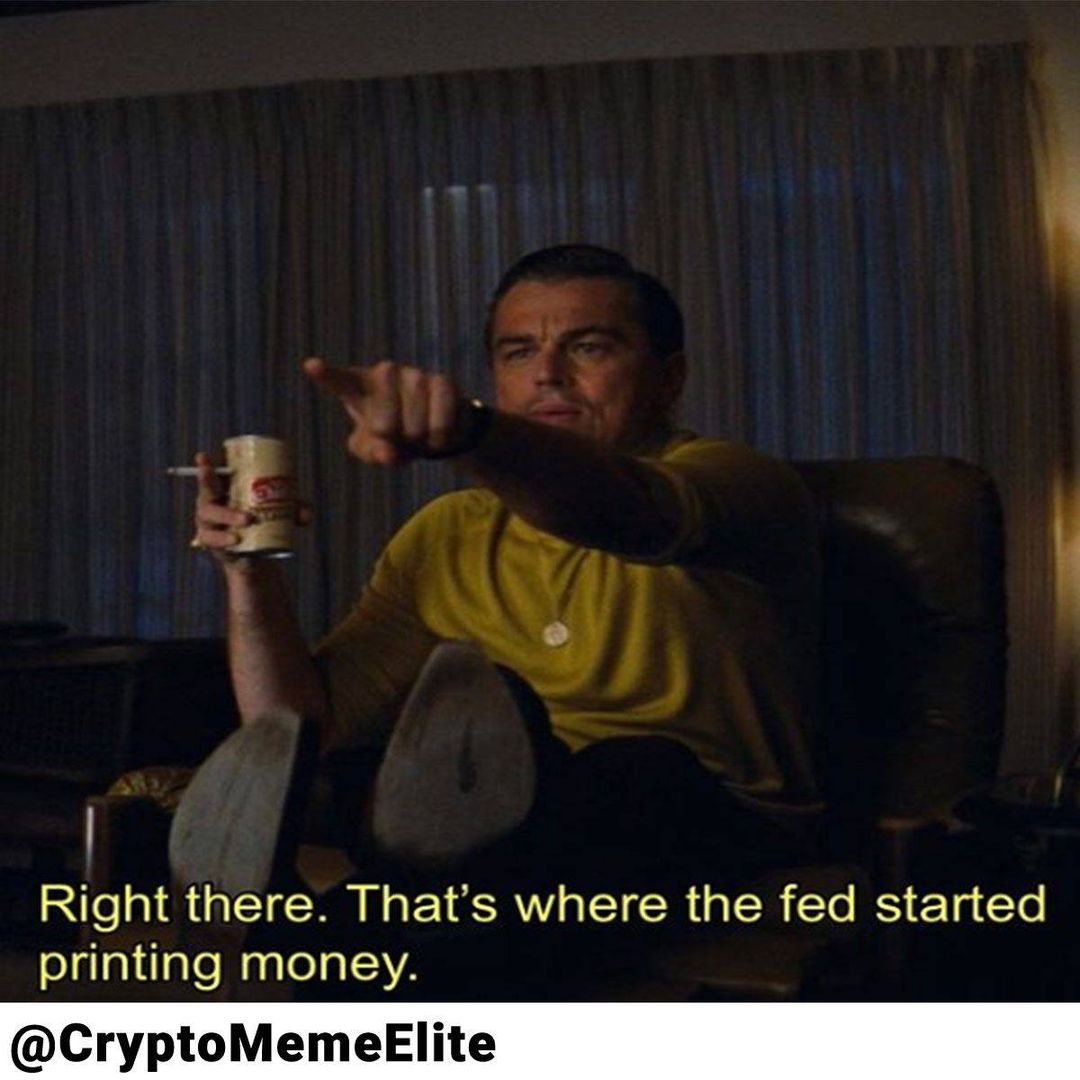 Right there. That’s where the fed started
printing money.
@CryptoMemeElite